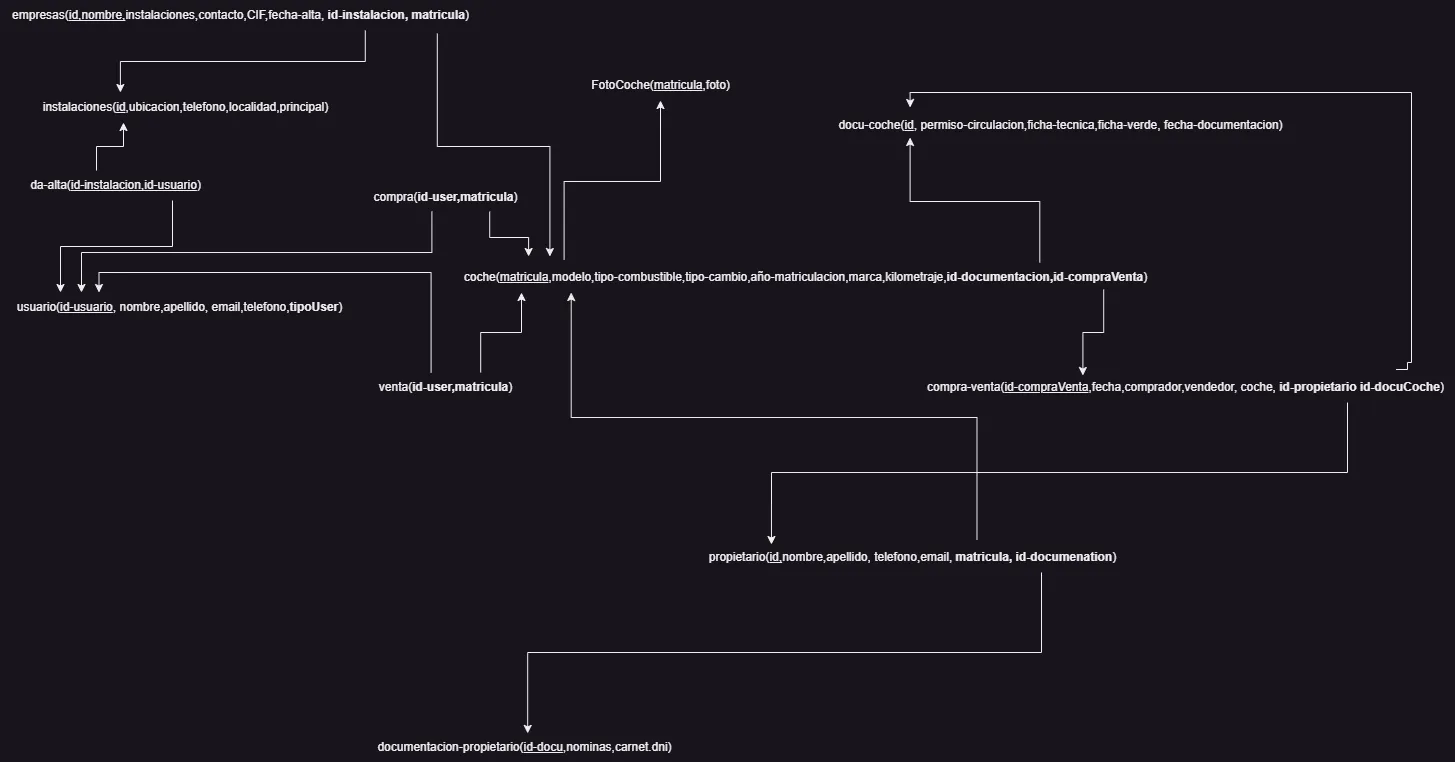 empresas(id,nombre,instalaciones,contacto,CIF,fecha-alta, id-instalacion, matricula)
FotoCoche(matricula,foto)
instalaciones(id,ubicacion,telefono,localidad,principal)
docu-coche(id, permiso-circulacion,ficha-tecnica,ficha-verde, fecha-documentacion)
da-alta(id-instalacion,id-usuario)
compra(id-user,matricula)
coche(matricula,modelo,tipo-combustible,tipo-cambio,año-matriculacion,marca,kilometraje,id-documentacion,id-compraVenta)
usuario(id-usuario, nombre,apellido, email,telefono,tipoUser)
venta(id-user,matricula)
compra-venta(id-compraVenta,fecha,comprador,vendedor, coche, id-propietario id-docuCoche)
propietario(id,nombre,apellido, telefono,email, matricula, id-documenation)
documentacion-propietario(id-docu,nominas,carnet.dni)